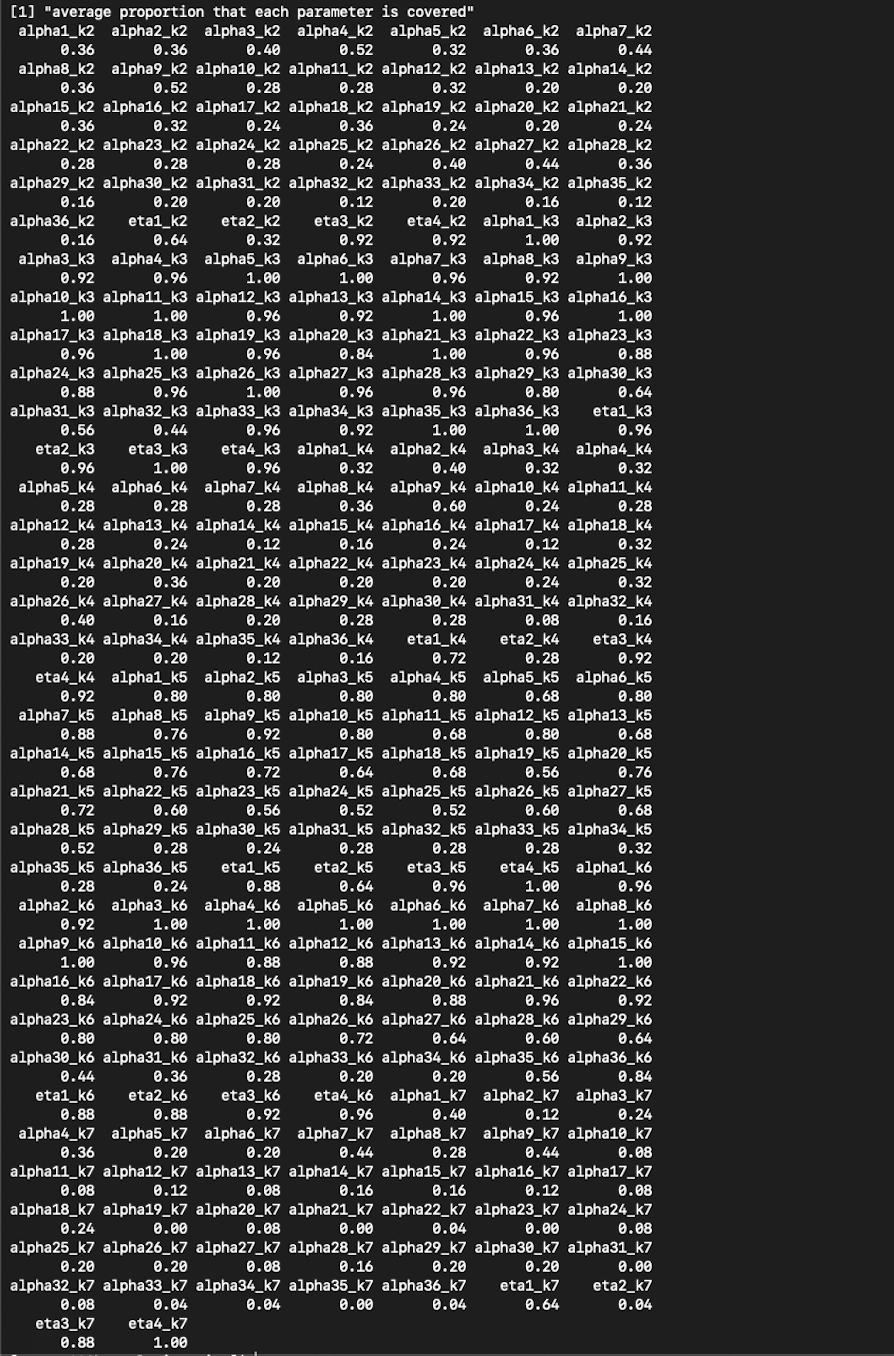 [1] "average proportion that each parameter is covered"
alpha1_k2 alpha2_k2 alpha3_k2 alpha4_k2 alpha5_k2 alpha6_k2 alpha7_k2
0.36 0.36 0.40 0.52 0.32 0.36 0.44
alpha8_k2 alpha9_k2 alpha10_k2 alpha11_k2 alpha12_k2 alpha13_k2 alpha14_k2
0.36 0.52 0.28 0.28 0.32 0.20 0.20
alpha15_k2 alpha16_k2 alpha17_k2 alpha18_k2 alpha19_k2 alpha20_k2 alpha21_k2
0.36 0.32 0.24 0.36 0.24 0.20 0.24
alpha22_k2 alpha23_k2 alpha24_k2 alpha25_k2 alpha26_k2 alpha27_k2 alpha28_k2
0.28 0.28 0.28 0.24 0.40 0.44 0.36
alpha29_k2 alpha30_k2 alpha31_k2 alpha32_k2 alpha33_k2 alpha34_k2 alpha35_k2
0.16 0.20 0.20 0.12 0.20 0.16 0.12
alpha36_k2 eta1_k2 eta2_k2 eta3_k2 eta4_k2 alpha1_k3 alpha2_k3
0.16 0.64 0.32 0.92 0.92 1.00 0.92
alpha3_k3 alpha4_k3 alpha5_k3 alpha6_k3 alpha7_k3 alpha8_k3 alpha9_k3
0.92 0.96 1.00 1.00 0.96 0.92 1.00
alpha10_k3 alpha11_k3 alpha12_k3 alpha13_k3 alpha14_k3 alpha15_k3 alpha16_k3
1.00 1.00 0.96 0.92 1.00 0.96 1.00
alpha17_k3 alpha18_k3 alpha19_k3 alpha20_k3 alpha21_k3 alpha22_k3 alpha23_k3
0.96 1.00 0.96 0.84 1.00 0.96 0.88
alpha24_k3 alpha25_k3 alpha26_k3 alpha27_k3 alpha28_k3 alpha29_k3 alpha30_k3
0.88 0.96 1.00 0.96 0.96 0.80 0.64
alpha31_k3 alpha32_k3 alpha33_k3 alpha34_k3 alpha35_k3 alpha36_k3 eta1_k3
0.56 0.44 0.96 0.92 1.00 1.00 0.96
eta2_k3 eta3_k3 eta4_k3 alpha1_k4 alpha2_k4 alpha3_k4 alpha4_k4
0.96 1.00 0.96 0.32 0.40 0.32 0.32
alpha5_k4 alpha6_k4 alpha7_k4 alpha8_k4 alpha9_k4 alpha10_k4 alpha11_k4
0.28 0.28 0.28 0.36 0.60 0.24 0.28
alpha12_k4 alpha13_k4 alpha14_k4 alpha15_k4 alpha16_k4 alpha17_k4 alpha18_k4
0.28 0.24 0.12 0.16 0.24 0.12 0.32
alpha19_k4 alpha20_k4 alpha21_k4 alpha22_k4 alpha23_k4 alpha24_k4 alpha25_k4
0.20 0.36 0.20 0.20 0.20 0.24 0.32
alpha26_k4 alpha27_k4 alpha28_k4 alpha29_k4 alpha30_k4 alpha31_k4 alpha32_k4
0.40 0.16 0.20 0.28 0.28 0.08 0.16
alpha33_k4 alpha34_k4 alpha35_k4 alpha36_k4 eta1_k4 eta2_k4 eta3_k4
0.20 0.20 0.12 0.16 0.72 0.28 0.92
eta4_k4 alpha1_k5 alpha2_k5 alpha3_k5 alpha4_k5 alpha5_k5 alpha6_k5
0.92 0.80 0.80 0.80 0.80 0.68 0.80
alpha7_k5 alpha8_k5 alpha9_k5 alpha10_k5 alpha11_k5 alpha12_k5 alpha13_k5
0.88 0.76 0.92 0.80 0.68 0.80 0.68
alpha14_k5 alpha15_k5 alpha16_k5 alpha17_k5 alpha18_k5 alpha19_k5 alpha20_k5
0.68 0.76 0.72 0.64 0.68 0.56 0.76
alpha21_k5 alpha22_k5 alpha23_k5 alpha24_k5 alpha25_k5 alpha26_k5 alpha27_k5
0.72 0.60 0.56 0.52 0.52 0.60 0.68
alpha28_k5 alpha29_k5 alpha30_k5 alpha31_k5 alpha32_k5 alpha33_k5 alpha34_k5
0.52 0.28 0.24 0.28 0.28 0.28 0.32
alpha35_k5 alpha36_k5 eta1_k5 eta2_k5 eta3_k5 eta4_k5 alpha1_k6
0.28 0.24 0.88 0.64 0.96 1.00 0.96
alpha2_k6 alpha3_k6 alpha4_k6 alpha5_k6 alpha6_k6 alpha7_k6 alpha8_k6
0.92 1.00 1.00 1.00 1.00 1.00 1.00
alpha9_k6 alpha10_k6 alpha11_k6 alpha12_k6 alpha13_k6 alpha14_k6 alpha15_k6
1.00 0.96 0.88 0.88 0.92 0.92 1.00
alpha16_k6 alpha17_k6 alpha18_k6 alpha19_k6 alpha20_k6 alpha21_k6 alpha22_k6
0.84 0.92 0.92 0.84 0.88 0.96 0.92
alpha23_k6 alpha24_k6 alpha25_k6 alpha26_k6 alpha27_k6 alpha28_k6 alpha29_k6
0.80 0.80 0.80 0.72 0.64 0.60 0.64
alpha30_k6 alpha31_k6 alpha32_k6 alpha33_k6 alpha34_k6 alpha35_k6 alpha36_k6
0.44 0.36 0.28 0.20 0.20 0.56 0.84
eta1_k6 eta2_k6 eta3_k6 eta4_k6 alpha1_k7 alpha2_k7 alpha3_k7
0.88 0.88 0.92 0.96 0.40 0.12 0.24
alpha4_k7 alpha5_k7 alpha6_k7 alpha7_k7 alpha8_k7 alpha9_k7 alpha10_k7
0.36 0.20 0.20 0.44 0.28 0.44 0.08
alpha11_k7 alpha12_k7 alpha13_k7 alpha14_k7 alpha15_k7 alpha16_k7 alpha17_k7
0.08 0.12 0.08 0.16 0.16 0.12 0.08
alpha18_k7 alpha19_k7 alpha20_k7 alpha21_k7 alpha22_k7 alpha23_k7 alpha24_k7
0.24 0.00 0.08 0.00 0.04 0.00 0.08
alpha25_k7 alpha26_k7 alpha27_k7 alpha28_k7 alpha29_k7 alpha30_k7 alpha31_k7
0.20 0.20 0.08 0.16 0.20 0.20 0.00
alpha32_k7 alpha33_k7 alpha34_k7 alpha35_k7 alpha36_k7 eta1_k7 eta2_k7
0.08 0.04 0.04 0.00 0.04 0.64 0.04
eta3_k7 eta4_k7
0.88 1.00